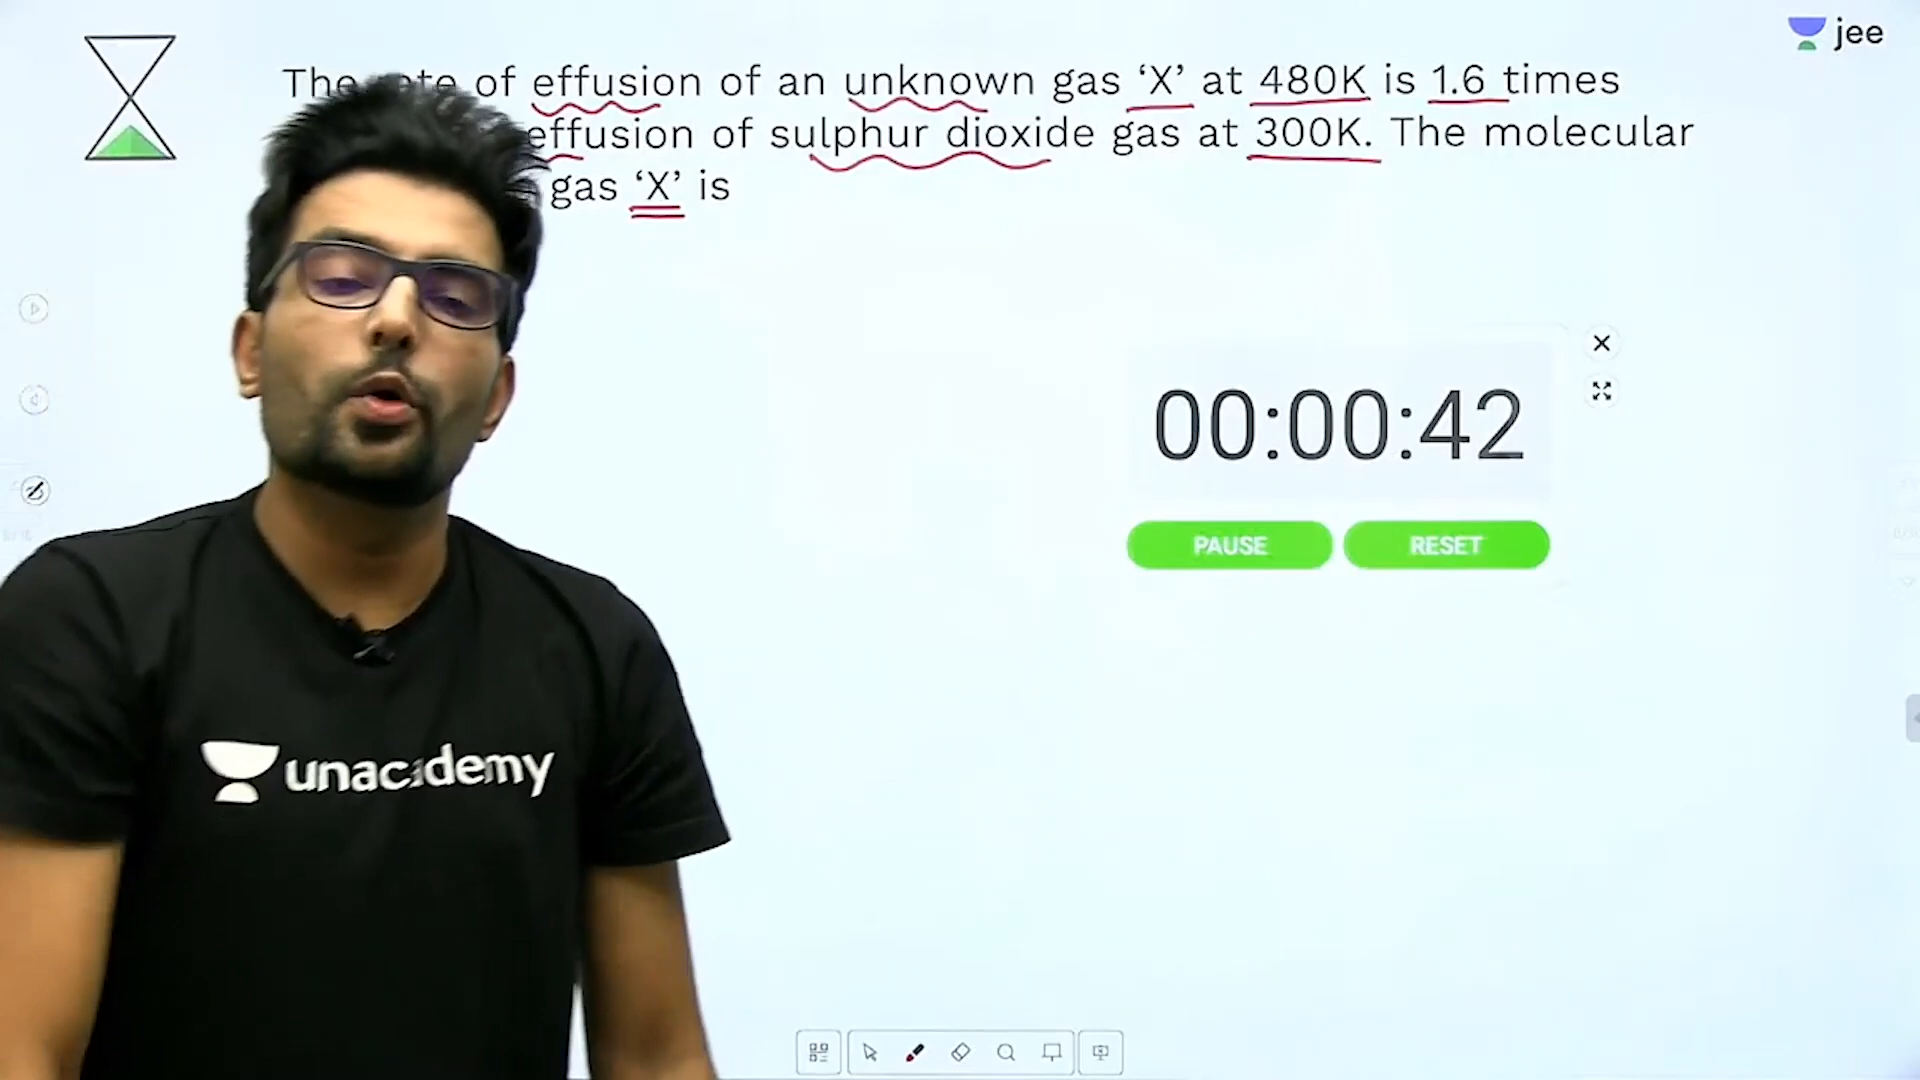 jee
The rate of effusion of an unknown gas ‘X’ at 480K is 1.6 times
effusion of sulphur dioxide gas at 300K. The molecular
gas ‘X’ is
00:00:42
PAUSE RESET
unacademy